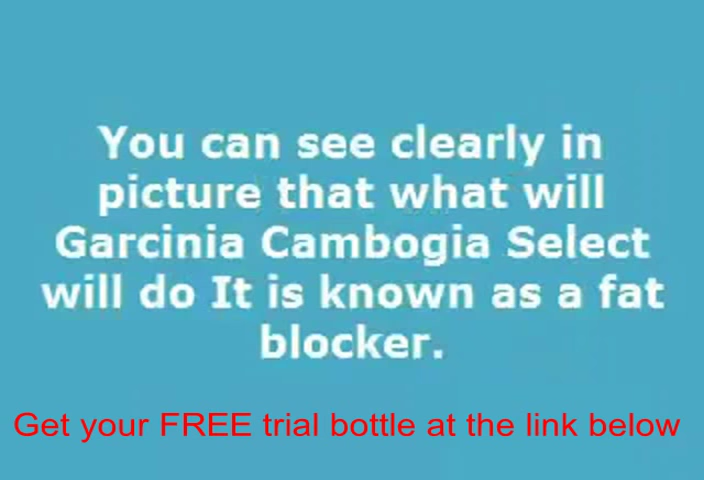 You can see clearly in
picture that what will
Garcinia Cambogia Select
will do It is known as a fat
blocker.
Get your FREE trial bottle at the link below